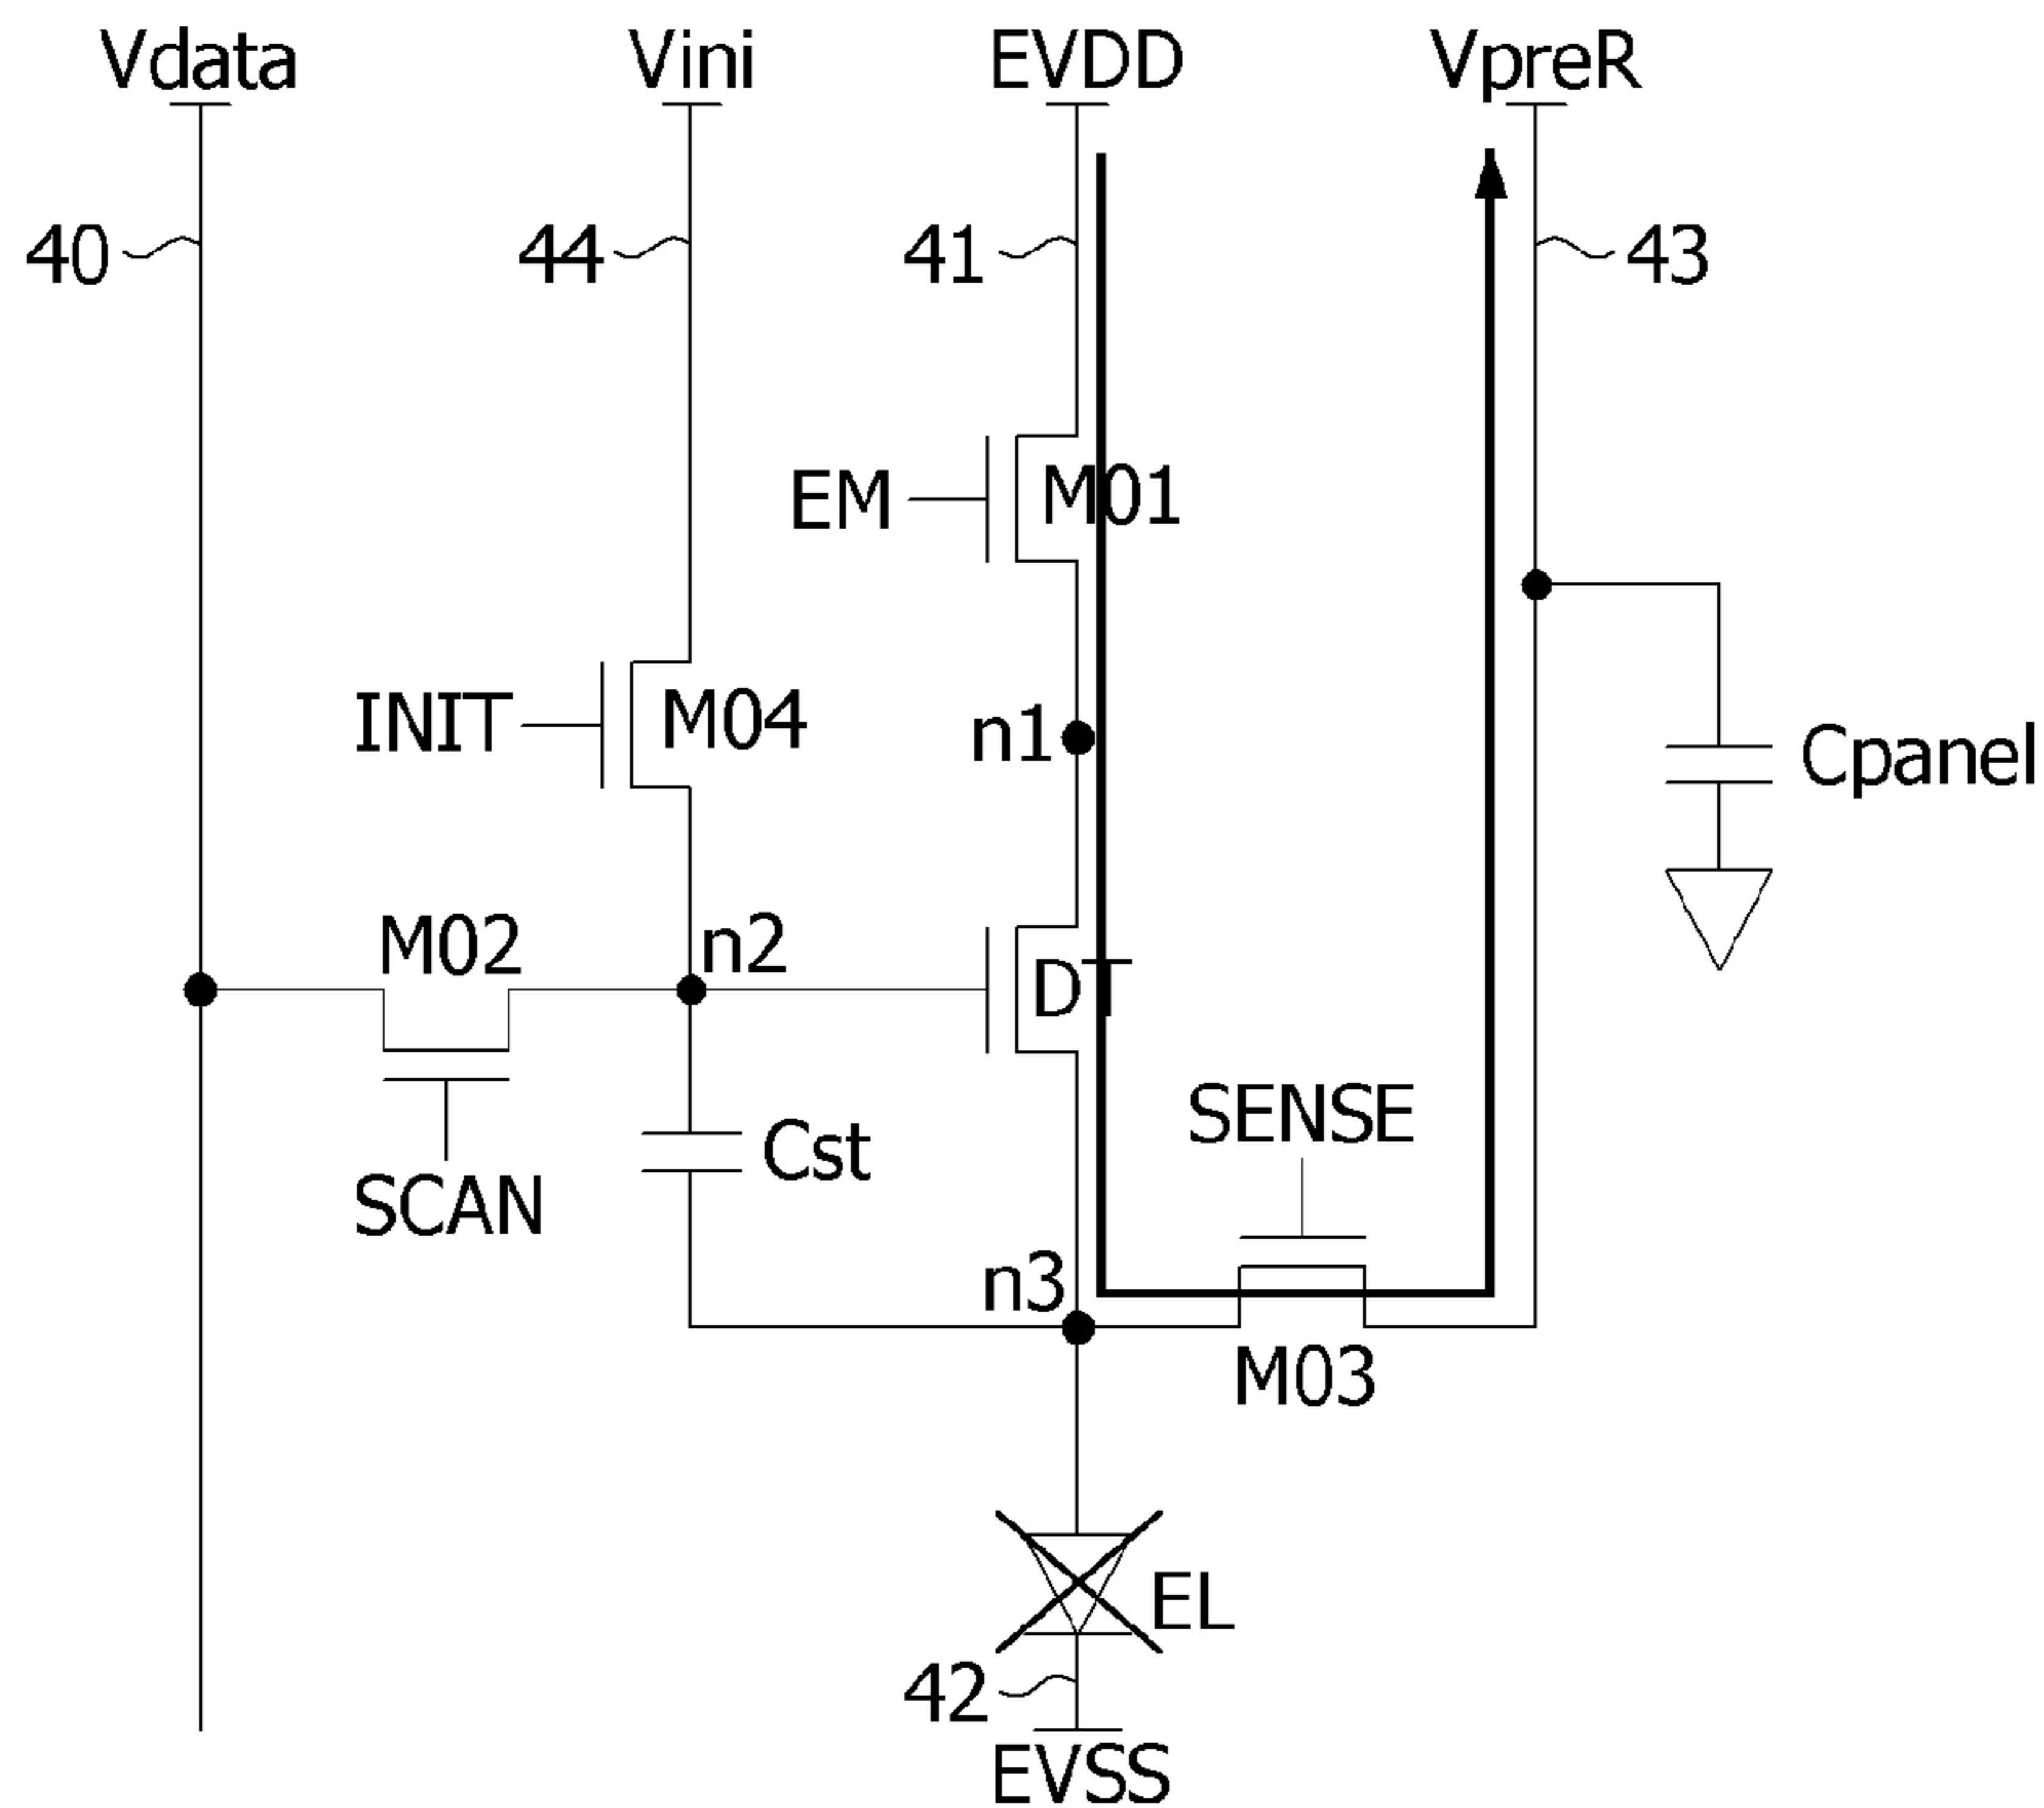 Vdata Vini EVDD VpreR
40 44 41 43
EM M01
INIT M04 n1 Cpanel
M02 n2
DT
SENSE
Cst
SCAN
n3
M03
EL
42
EVSS